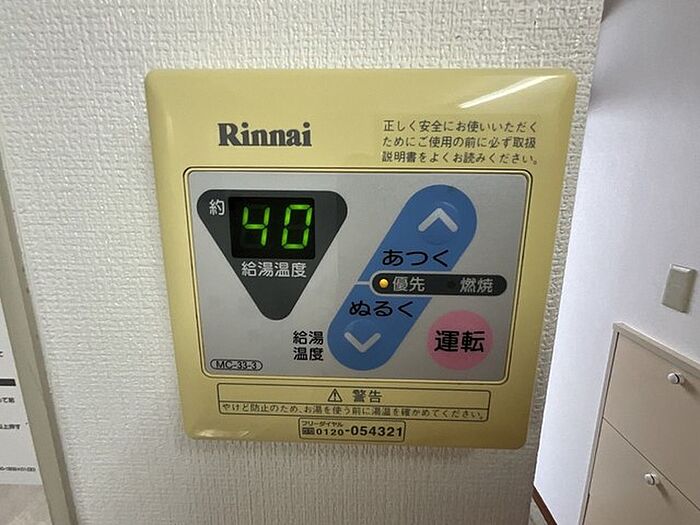 Rinnai
正しく安全にお使いいただく
ためにご使用の前に必ず取扱
説明書をよくお読みください。
約
40
給湯温度
あつく
優先
燃焼
ぬるく
給湯
温度
運転
MC-33-3
⚠ 警告
やけど防止のため、お湯を使う前に湯温を確かめてください。
フリーダイヤル
0120-054321